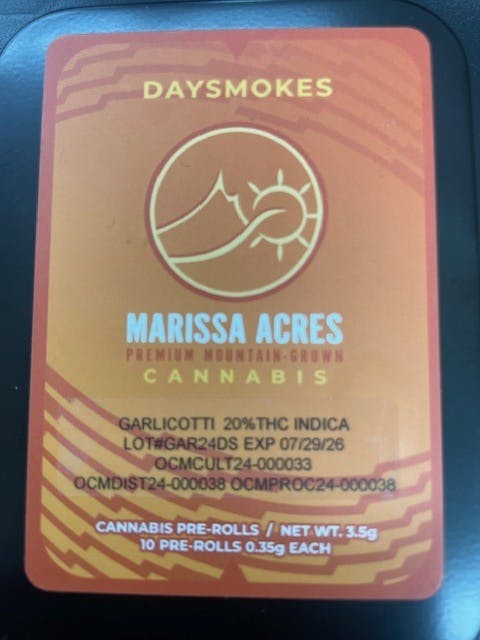 DAYSMOKES
MARISSA ACRES
PREMIUM MOUNTAIN-GROWN
CANNABIS
GARLICOTTI 20%THC INDICA
LOT#GAR24DS EXP 07/29/26
OCMCULT24-000033
OCMDIST24-000038 OCMPROC24-000038
CANNABIS PRE-ROLLS / NET WT. 3.5g
10 PRE-ROLLS 0.35g EACH